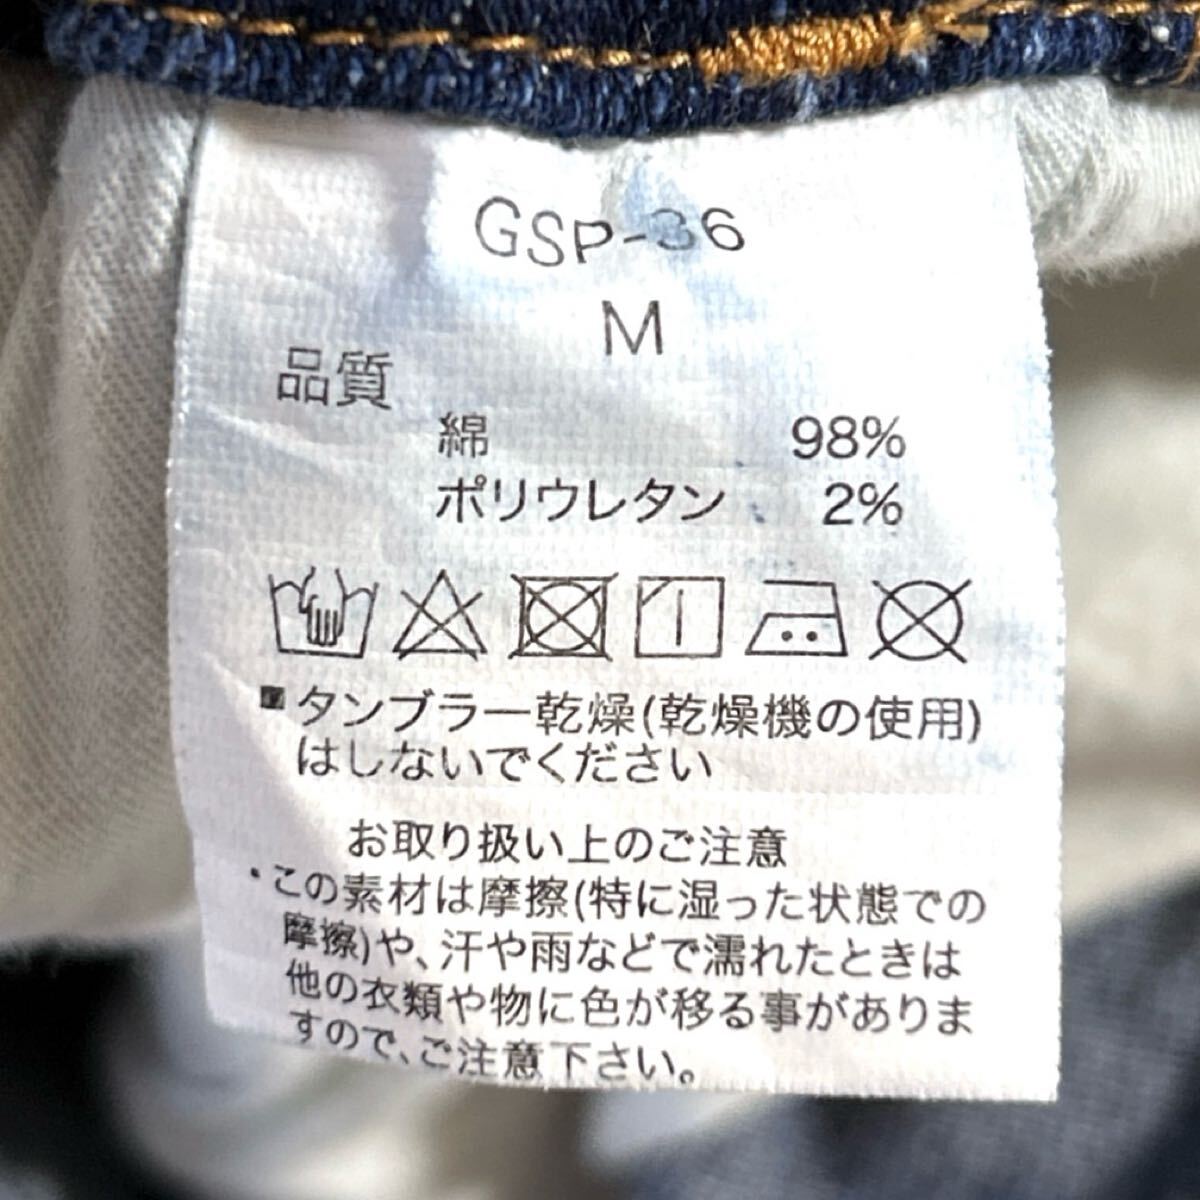 GSP-36
M
品質
綿 98%
ポリウレタン 2%
■タンブラー乾燥(乾燥機の使用)
はしないでください
お取り扱い上のご注意
・この素材は摩擦(特に湿った状態での
摩擦)や、汗や雨などで濡れたときは
他の衣類や物に色が移る事がありま
すので、ご注意下さい。